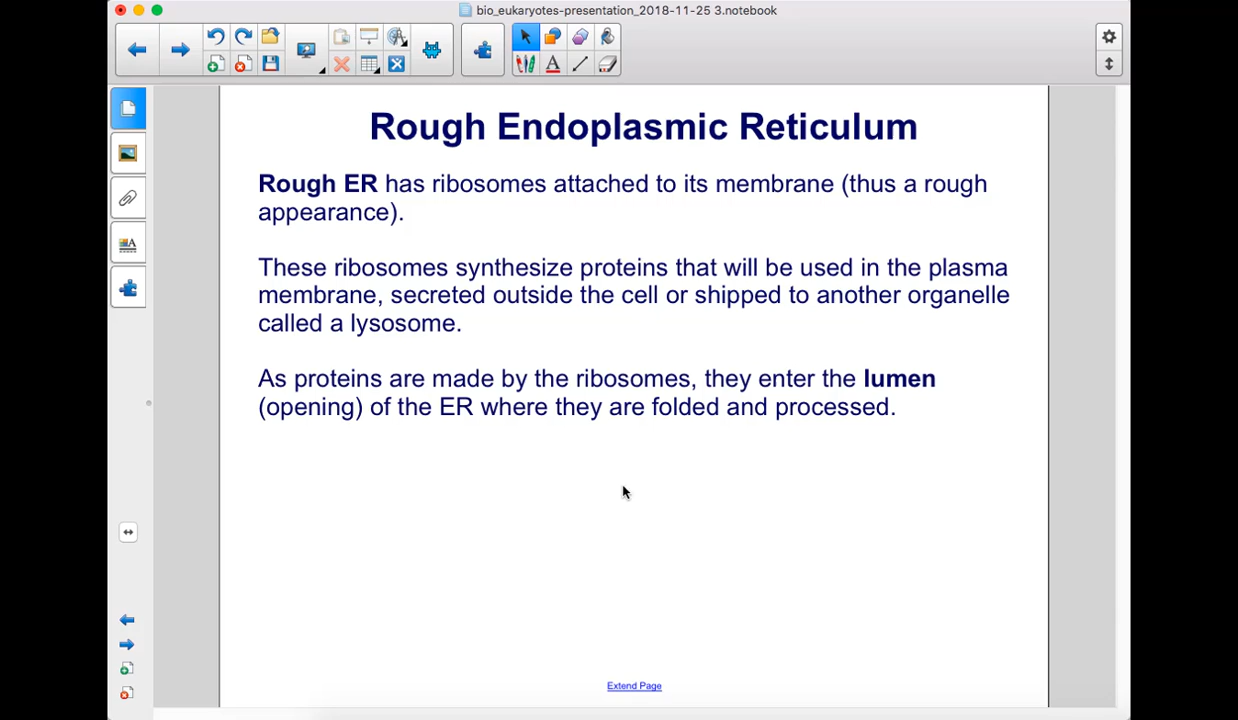 bio_eukaryotes-presentation_2018-11-25 3.notebook
Rough Endoplasmic Reticulum
Rough ER has ribosomes attached to its membrane (thus a rough
appearance).
These ribosomes synthesize proteins that will be used in the plasma
membrane, secreted outside the cell or shipped to another organelle
called a lysosome.
As proteins are made by the ribosomes, they enter the lumen
(opening) of the ER where they are folded and processed.
Extend Page